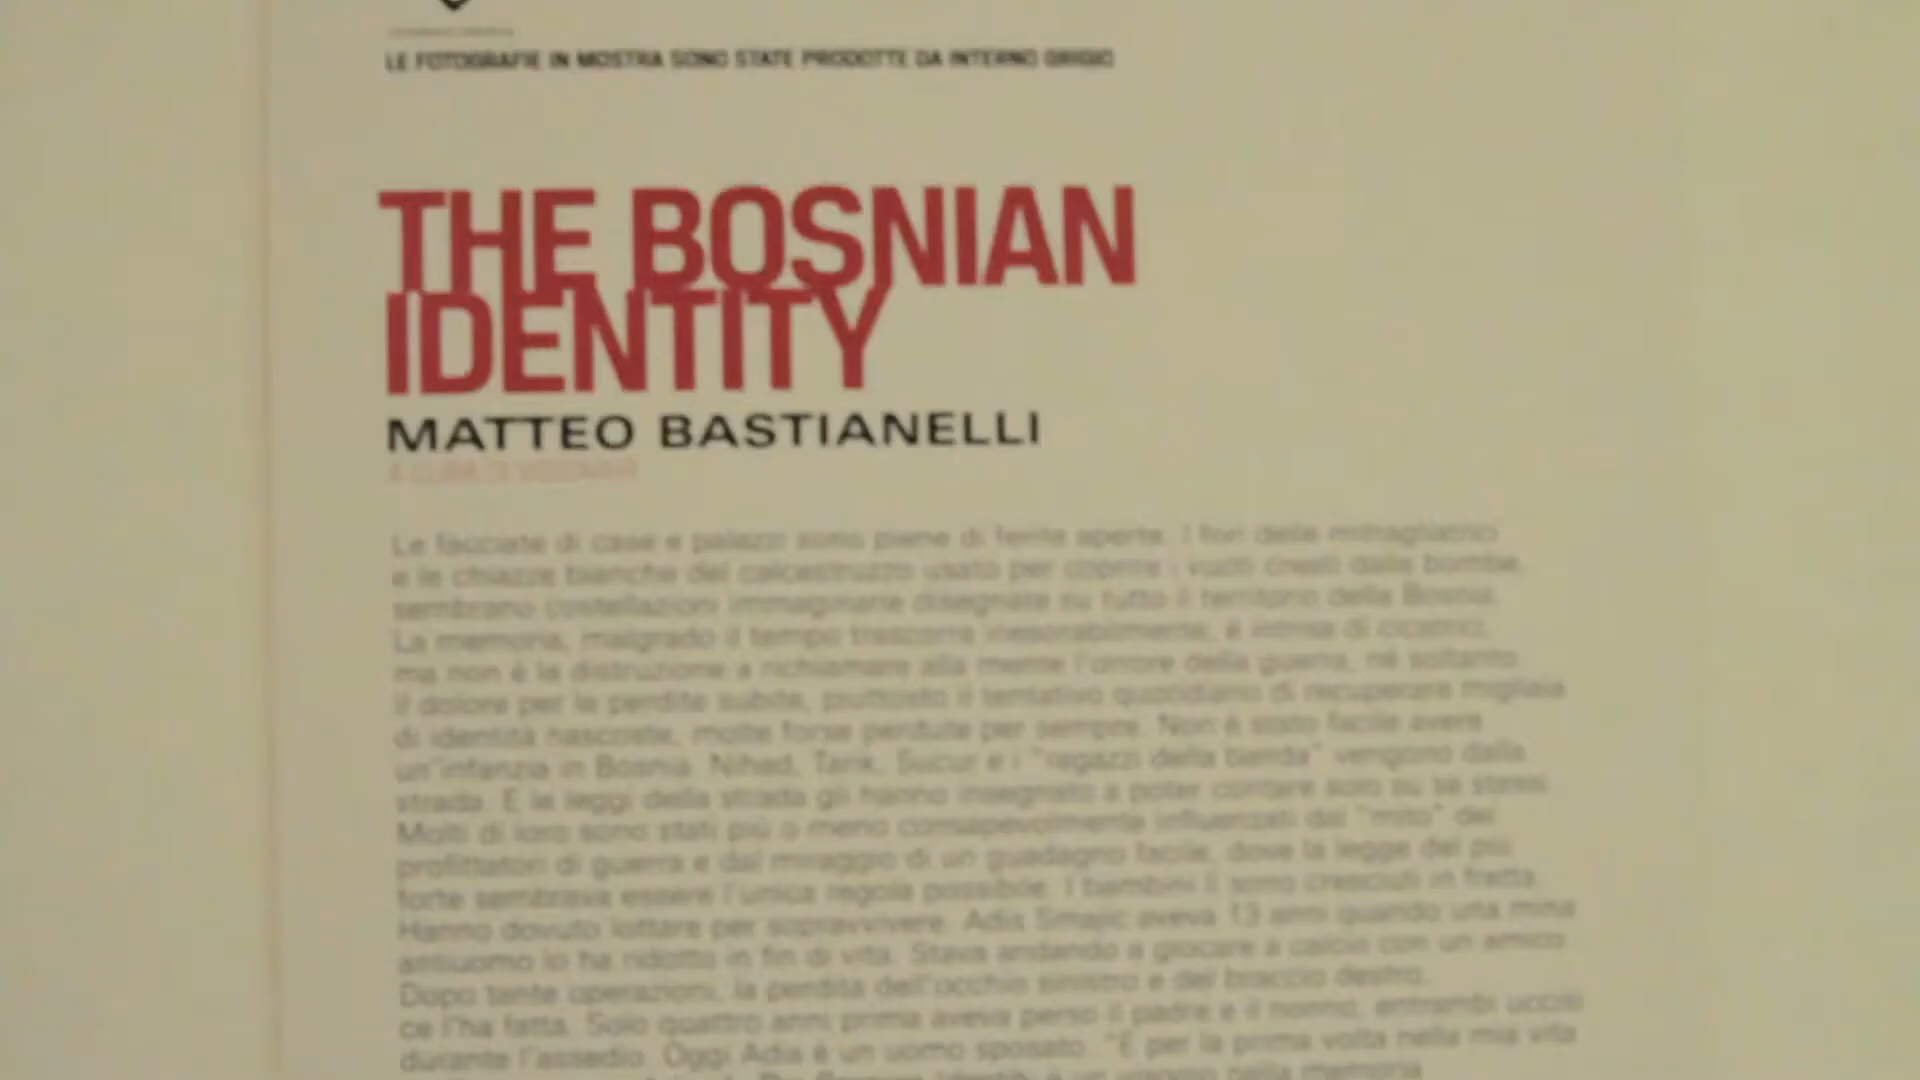 LE FOTOGRAFIE IN MOSTRA SONO STATE PRODOTTE DA INTERNO GRIGIO
THE BOSNIAN
IDENTITY
MATTEO BASTIANELLI
A CURA DI
Le facciate di case e palazzi sono piene di ferite aperte. I fori delle mitragliatrici
e le chiazze bianche del calcestruzzo usato per coprire i vuoti creati dalle bombe,
sembrano costellazioni immaginarie disegnate su tutto il territorio della Bosnia.
La memoria, malgrado il tempo trascorra inesorabilmente, è intrisa di cicatrici,
ma non è la distruzione a richiamare alla mente l'orrore della guerra, né soltanto
il dolore per le perdite subite, piuttosto il tentativo quotidiano di recuperare migliaia
di identità nascoste, molte forse perdute per sempre. Non è stato facile avere
un'infanzia in Bosnia. Nihad, Tarik, Sucur e i "ragazzi della banda" vengono dalla
strada. E le leggi della strada gli hanno insegnato a poter contare solo su se stessi.
Molti di loro sono stati più o meno consapevolmente influenzati dal "mito" dei
profittatori di guerra e dal miraggio di un guadagno facile, dove la legge del più
forte sembrava essere l'unica regola possibile. I bambini lì sono cresciuti in fretta.
Hanno dovuto lottare per sopravvivere. Adis Smajic aveva 13 anni quando una mina
antiuomo lo ha ridotto in fin di vita. Stava andando a giocare a calcio con un amico.
Dopo tante operazioni, la perdita dell'occhio sinistro e del braccio destro,
ce l'ha fatta. Solo quattro anni prima aveva perso il padre e il nonno, entrambi uccisi
durante l'assedio. Oggi Adis è un uomo sposato. "È per la prima volta nella mia vita
The Bosnian Identity è un viaggio nella memoria